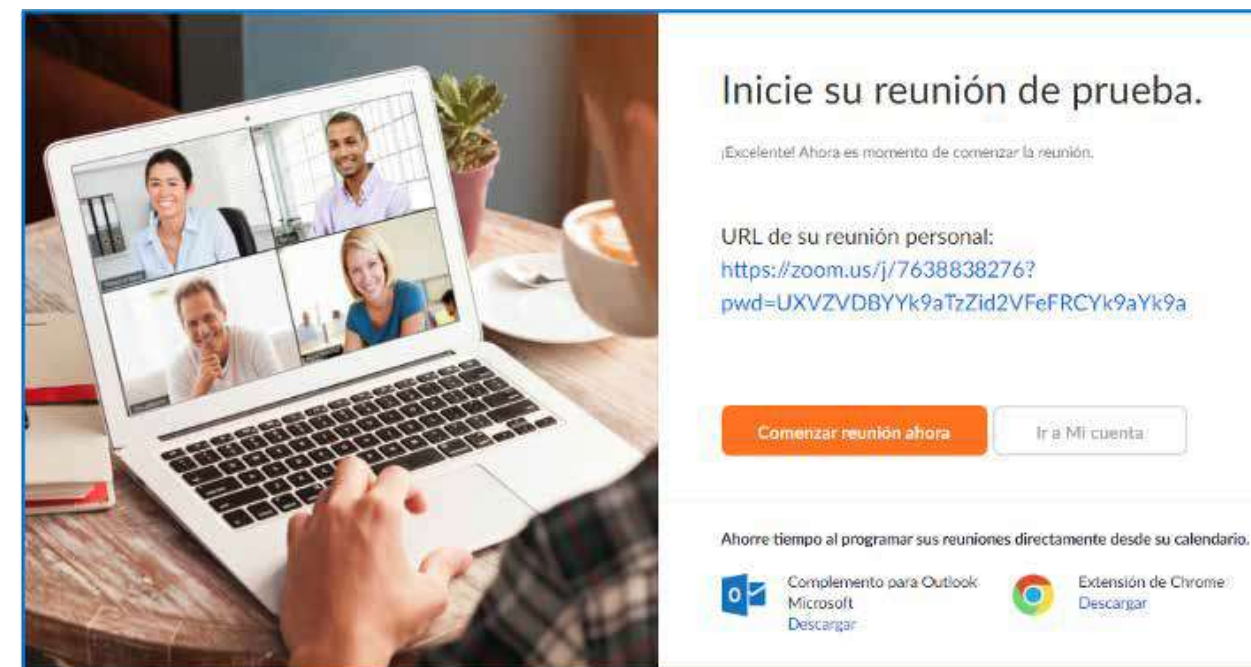 Inicie su reunión de prueba.
¡Excelente! Ahora es momento de comenzar la reunión.
URL de su reunión personal:
https://zoom.us/j/7638838276?
pwd=UXVZVDBYYk9aTzZid2VFeFRCYk9aYk9a
Comenzar reunión ahora
Ir a Mi cuenta
Ahorre tiempo al programar sus reuniones directamente desde su calendario.
Complemento para Outlook
Microsoft
Descargar
Extensión de Chrome
Descargar